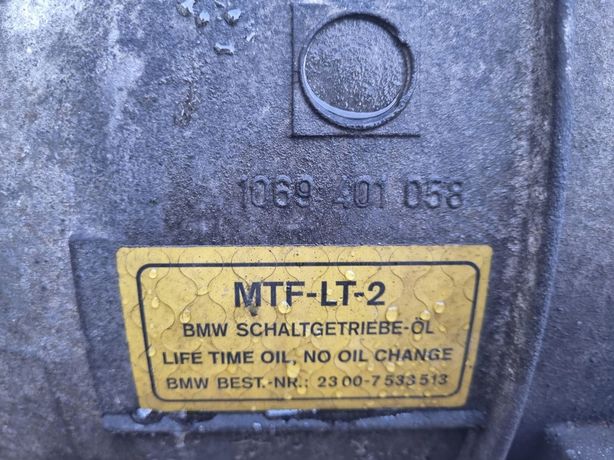 1069 401 058
MTF-LT-2
BMW SCHALTGETRIEBE-ÖL
LIFE TIME OIL, NO OIL CHANGE
BMW BEST.-NR.: 23 00-7 533 513